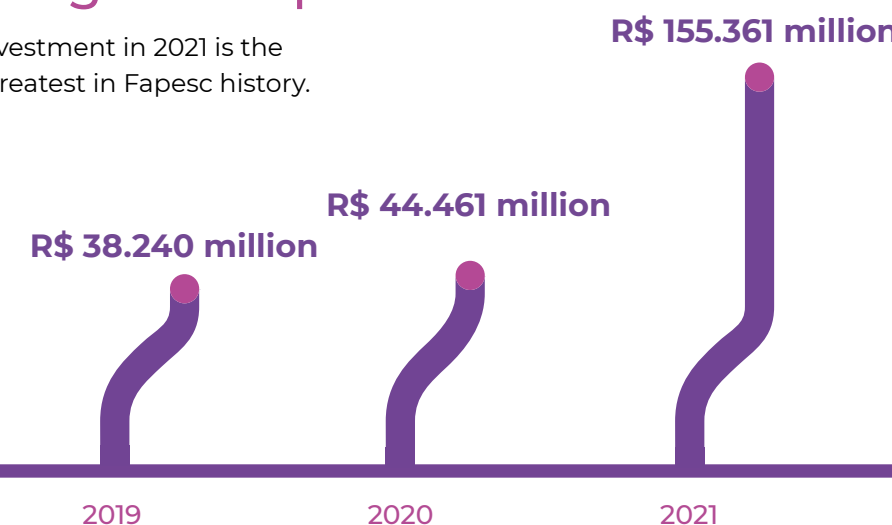 vestment in 2021 is the
reatest in Fapesc history.
R$ 155.361 million
R$ 44.461 million
R$ 38.240 million
2019 2020 2021